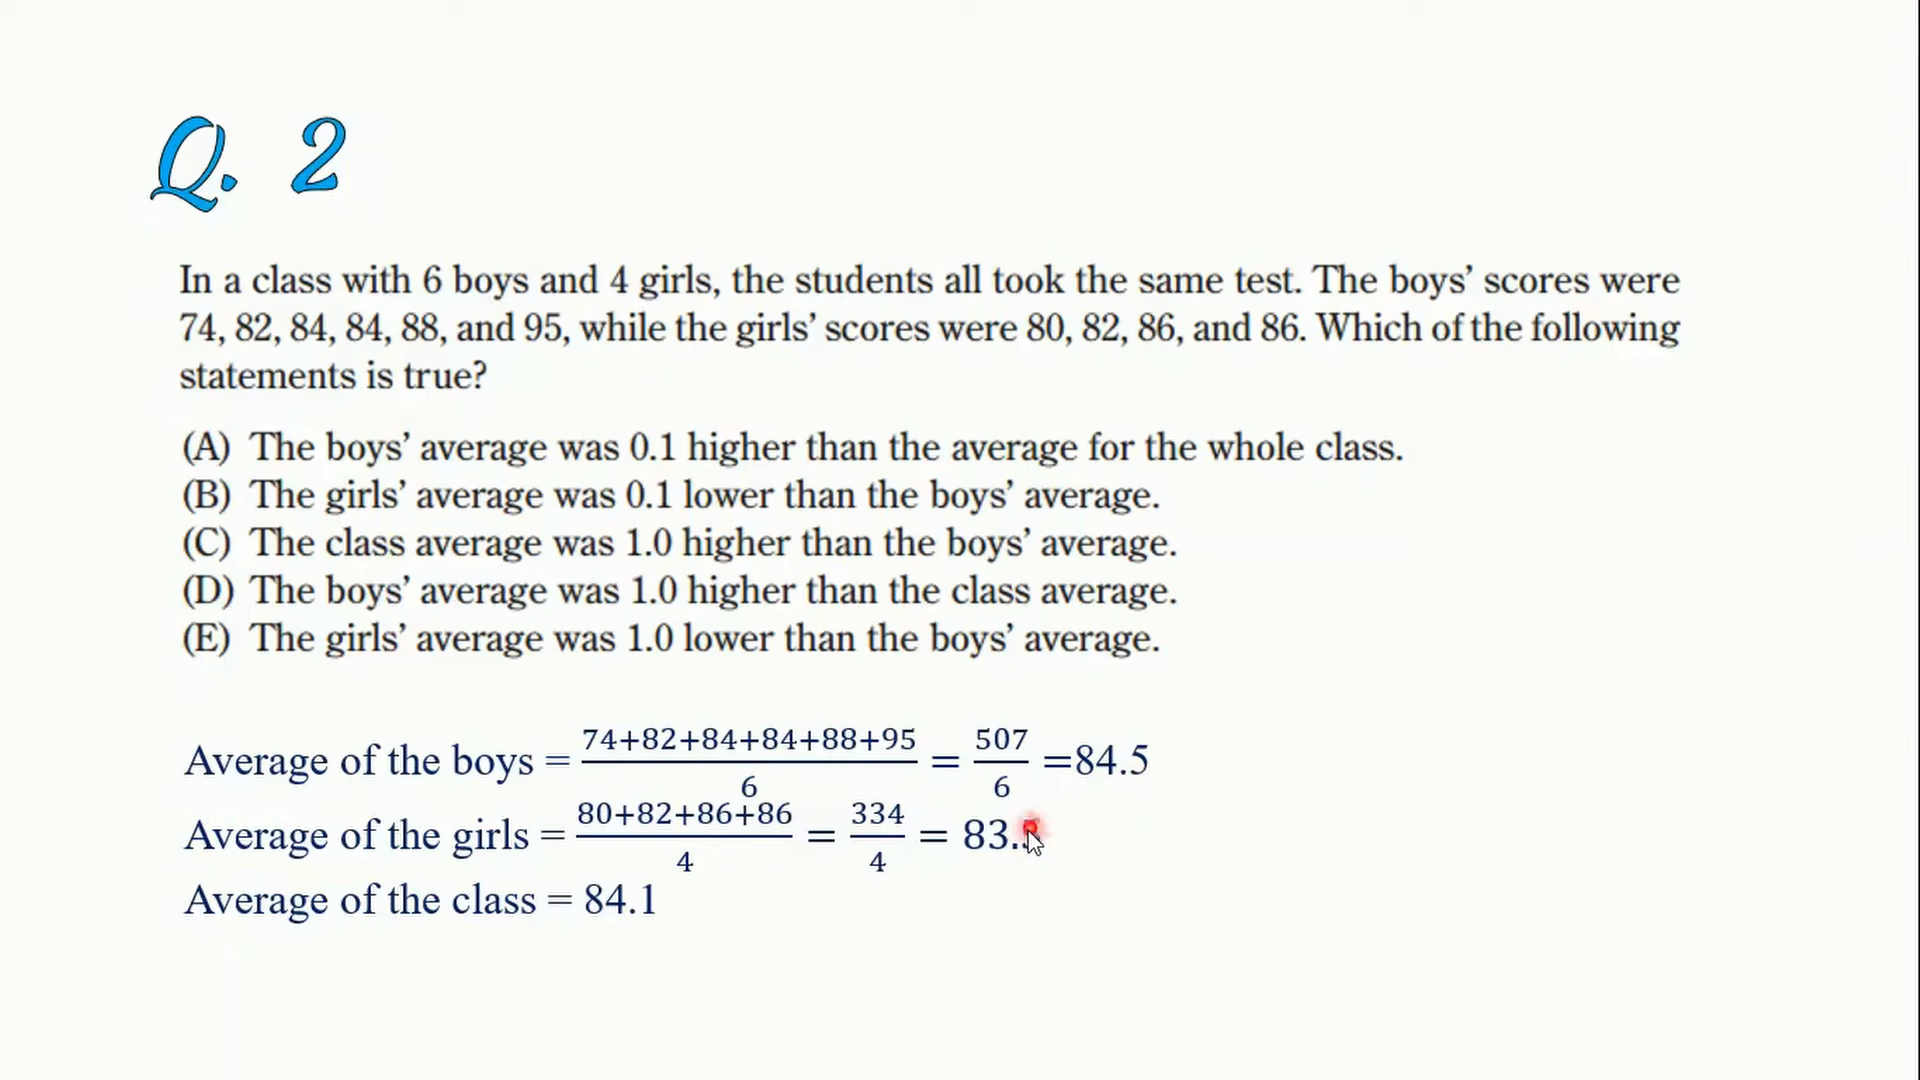 Q. 2
In a class with 6 boys and 4 girls, the students all took the same test. The boys’ scores were
74, 82, 84, 84, 88, and 95, while the girls’ scores were 80, 82, 86, and 86. Which of the following
statements is true?
(A) The boys’ average was 0.1 higher than the average for the whole class.
(B) The girls’ average was 0.1 lower than the boys’ average.
(C) The class average was 1.0 higher than the boys’ average.
(D) The boys’ average was 1.0 higher than the class average.
(E) The girls’ average was 1.0 lower than the boys’ average.
Average of the boys = (74+82+84+84+88+95)/6 = 507/6 =84.5
Average of the girls = (80+82+86+86)/4 = 334/4 = 83.
Average of the class = 84.1